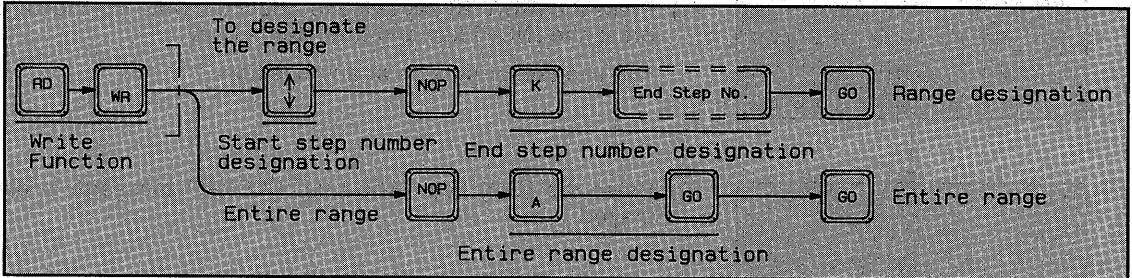 To designate
the range
RD WR ↑↓ NOP K End Step No. GO Range designation
Write
Function
Start step number
designation
End step number designation
NOP A GO GO Entire range
Entire range
Entire range designation